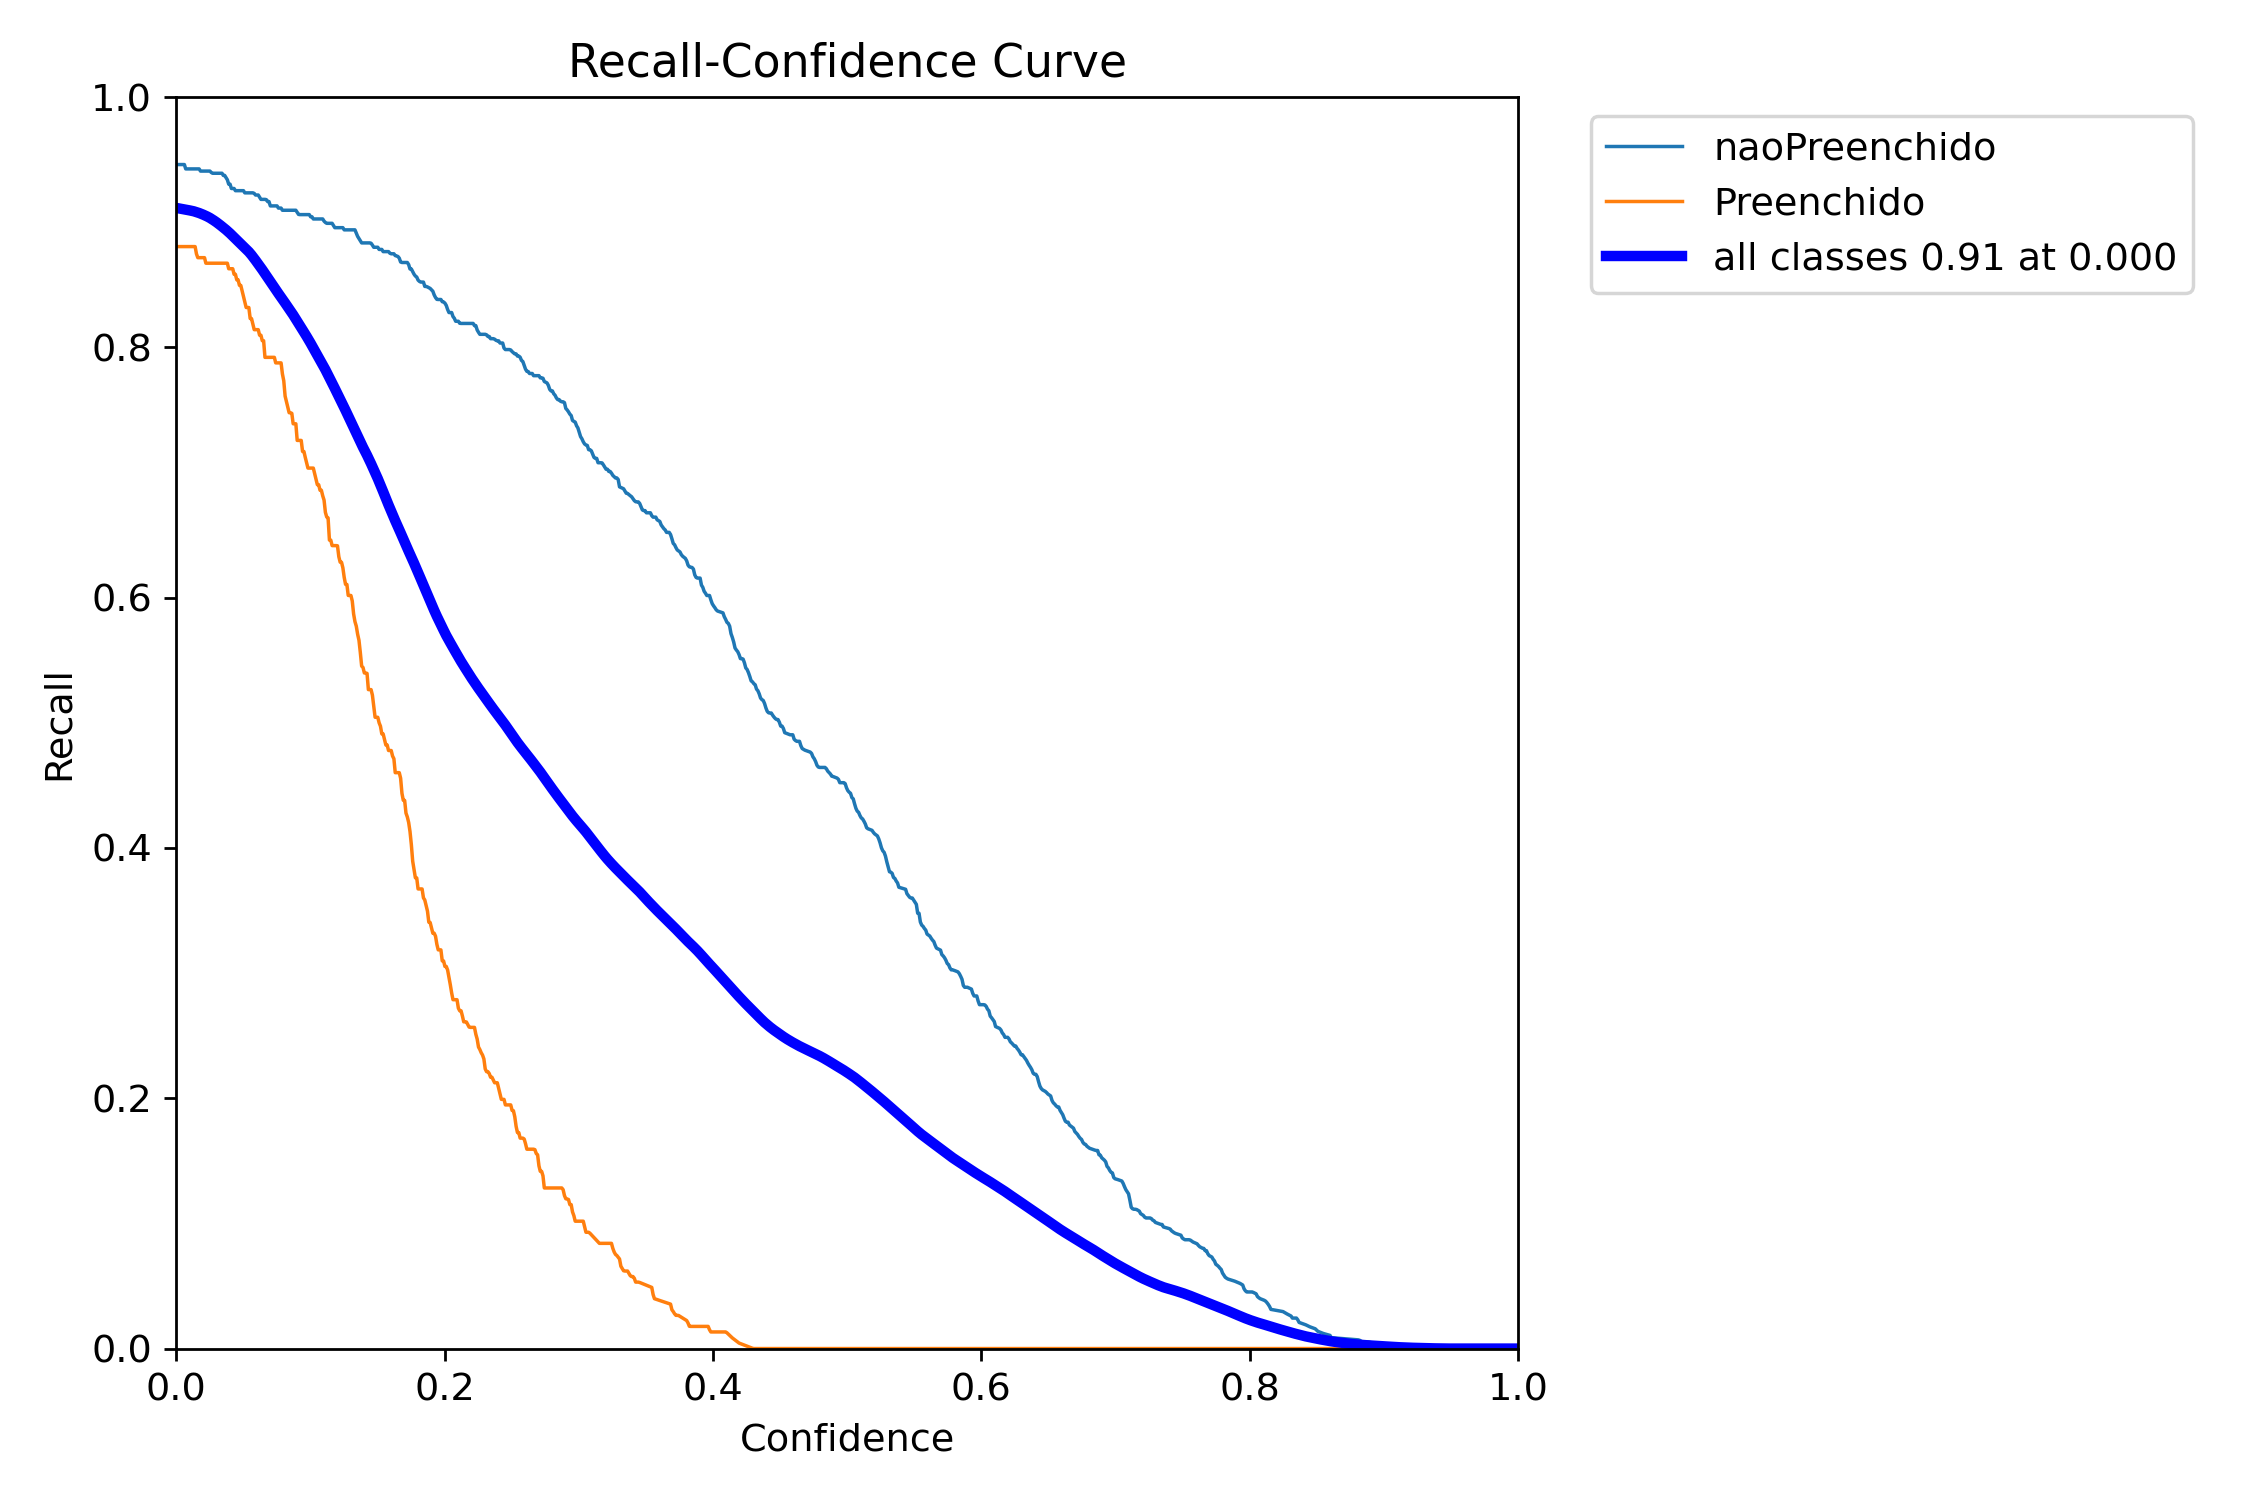 Recall-Confidence Curve
1.0
0.8
0.6
0.4
0.2
0.0
Recall
0.0 0.2 0.4 0.6 0.8 1.0
Confidence
naoPreenchido
Preenchido
all classes 0.91 at 0.000